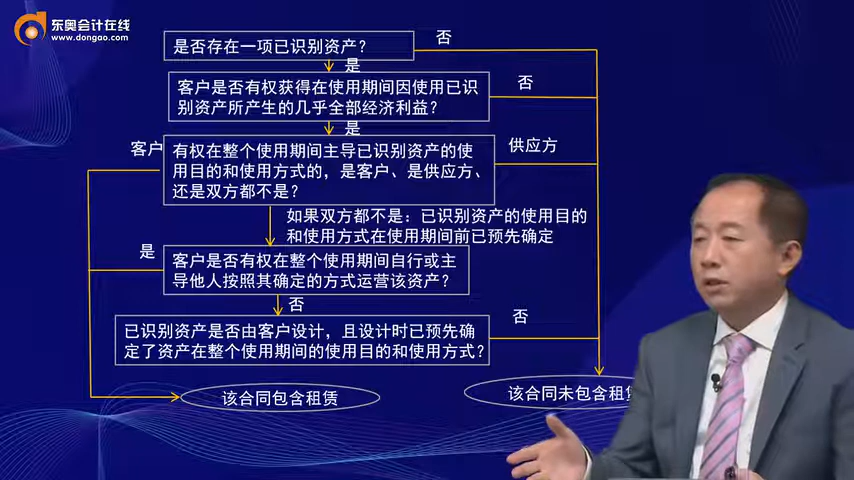 东奥会计在线
www.dongao.com
是否存在一项已识别资产？
否
是
客户是否有权获得在使用期间因使用已识
别资产所产生的几乎全部经济利益？
否
是
客户
有权在整个使用期间主导已识别资产的使
用目的和使用方式的，是客户、是供应方、
还是双方都不是？
供应方
如果双方都不是：已识别资产的使用目的
和使用方式在使用期间前已预先确定
是
客户是否有权在整个使用期间自行或主
导他人按照其确定的方式运营该资产？
否
已识别资产是否由客户设计，且设计时已预先确
定了资产在整个使用期间的使用目的和使用方式？
否
该合同包含租赁
该合同未包含租